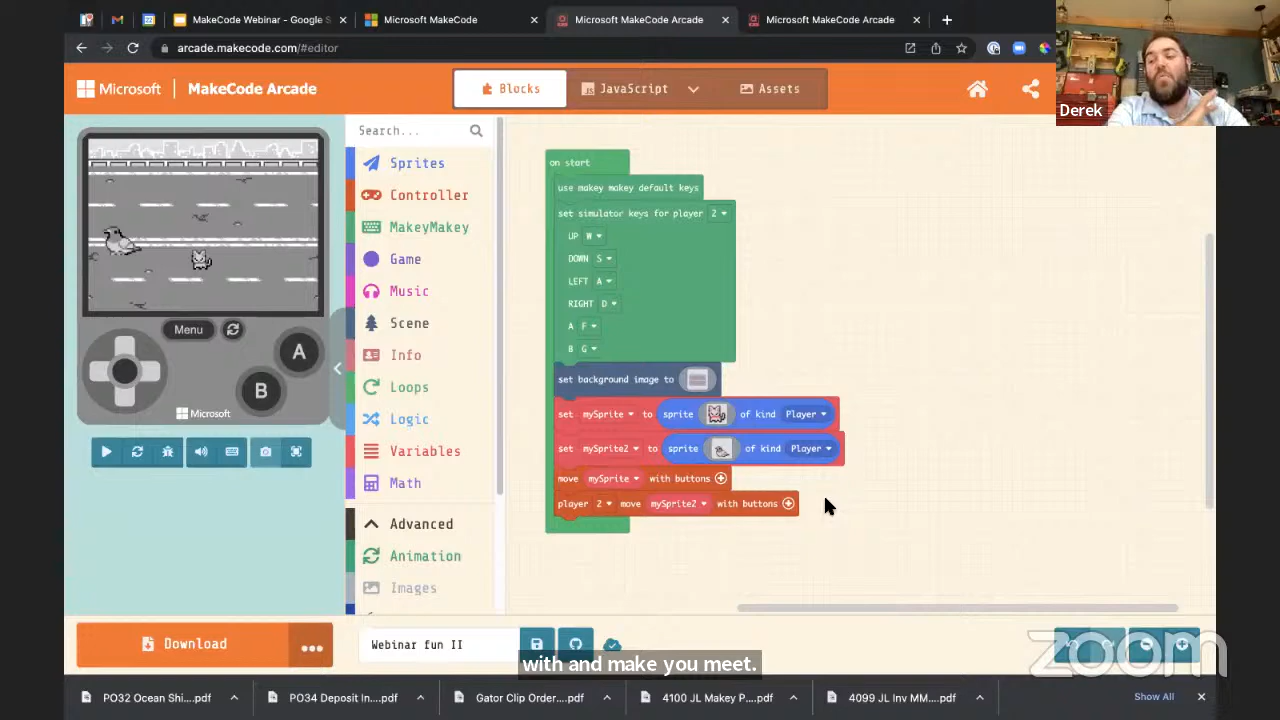 MakeCode Webinar - Google S
Microsoft MakeCode
Microsoft MakeCode Arcade
Microsoft MakeCode Arcade
arcade.makecode.com/#editor
Derek
Microsoft
MakeCode Arcade
Blocks
JavaScript
Assets
Search...
Sprites
Controller
MakeyMakey
Game
Music
Scene
Info
Loops
Logic
Variables
Math
Advanced
Animation
Images
Menu
A
B
Microsoft
on start
use makey makey default keys
set simulator keys for player 2
UP W
DOWN S
LEFT A
RIGHT D
A F
B G
set background image to
set mySprite to sprite of kind Player
set mySprite2 to sprite of kind Player
move mySprite with buttons
player 2 move mySprite2 with buttons
Download
Webinar fun II
zoom
with and make you meet.
PO32 Ocean Shi....pdf
PO34 Deposit In....pdf
Gator Clip Order....pdf
4100 JL Makey P....pdf
4099 JL Inv MM....pdf
Show All